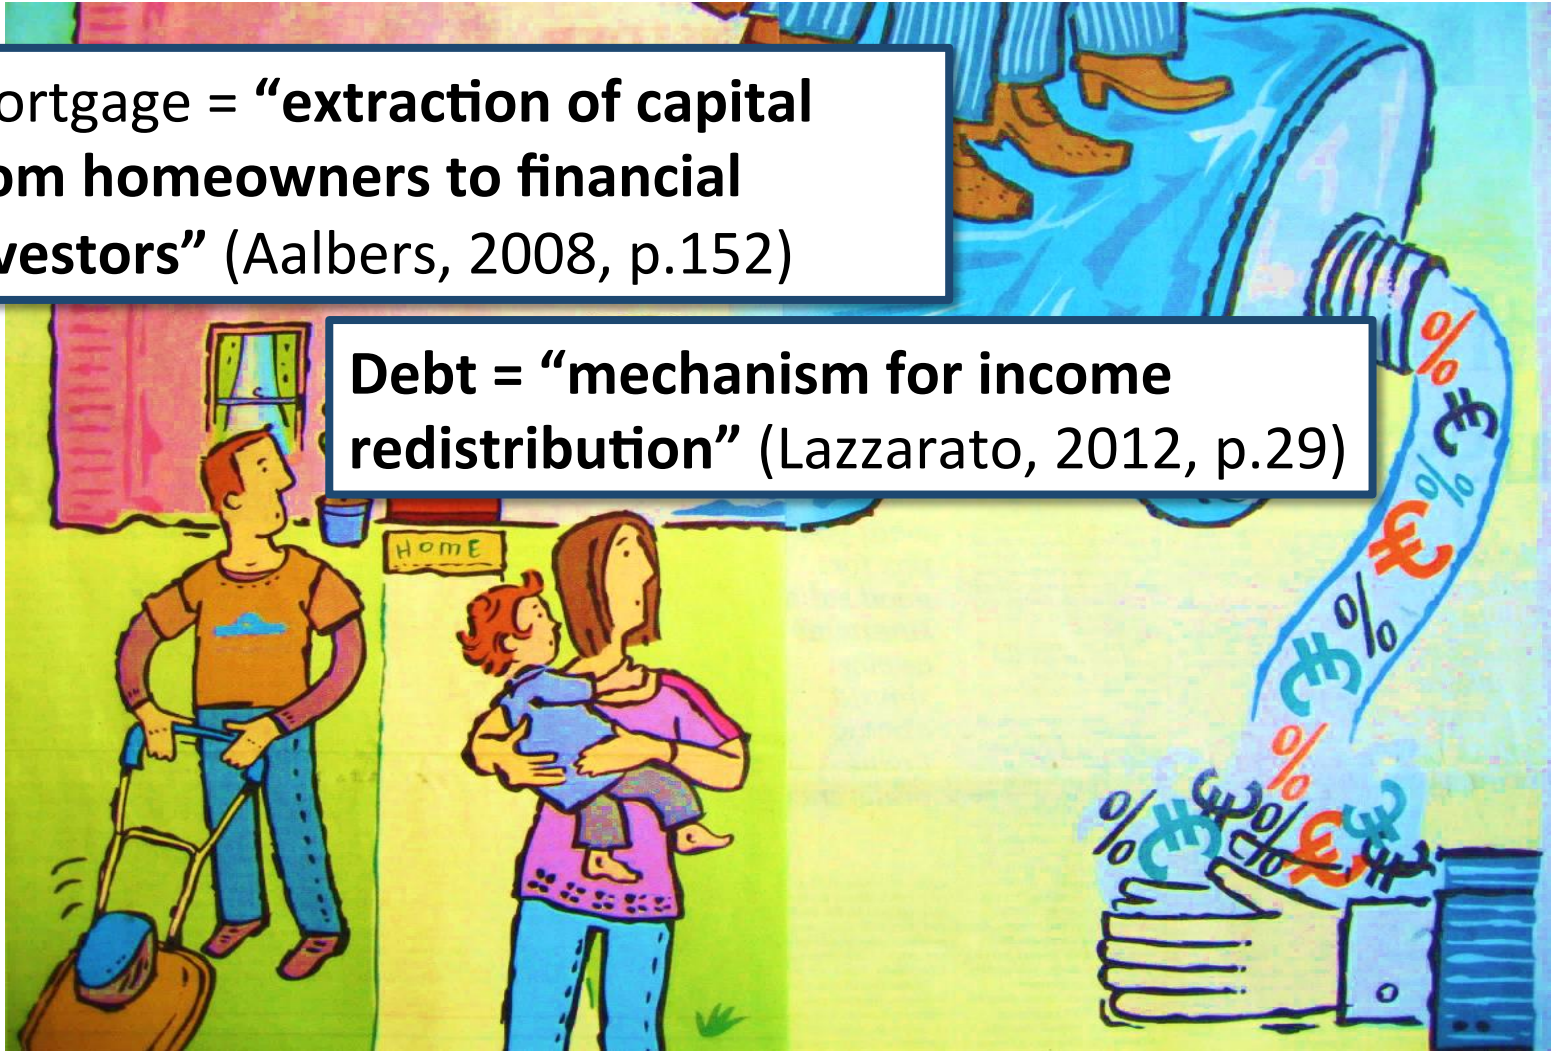 ortgage = “extraction of capital
om homeowners to financial
vestors” (Aalbers, 2008, p.152)
Debt = “mechanism for income
redistribution” (Lazzarato, 2012, p.29)
HOME
% € % % € % € % % € € % € € €